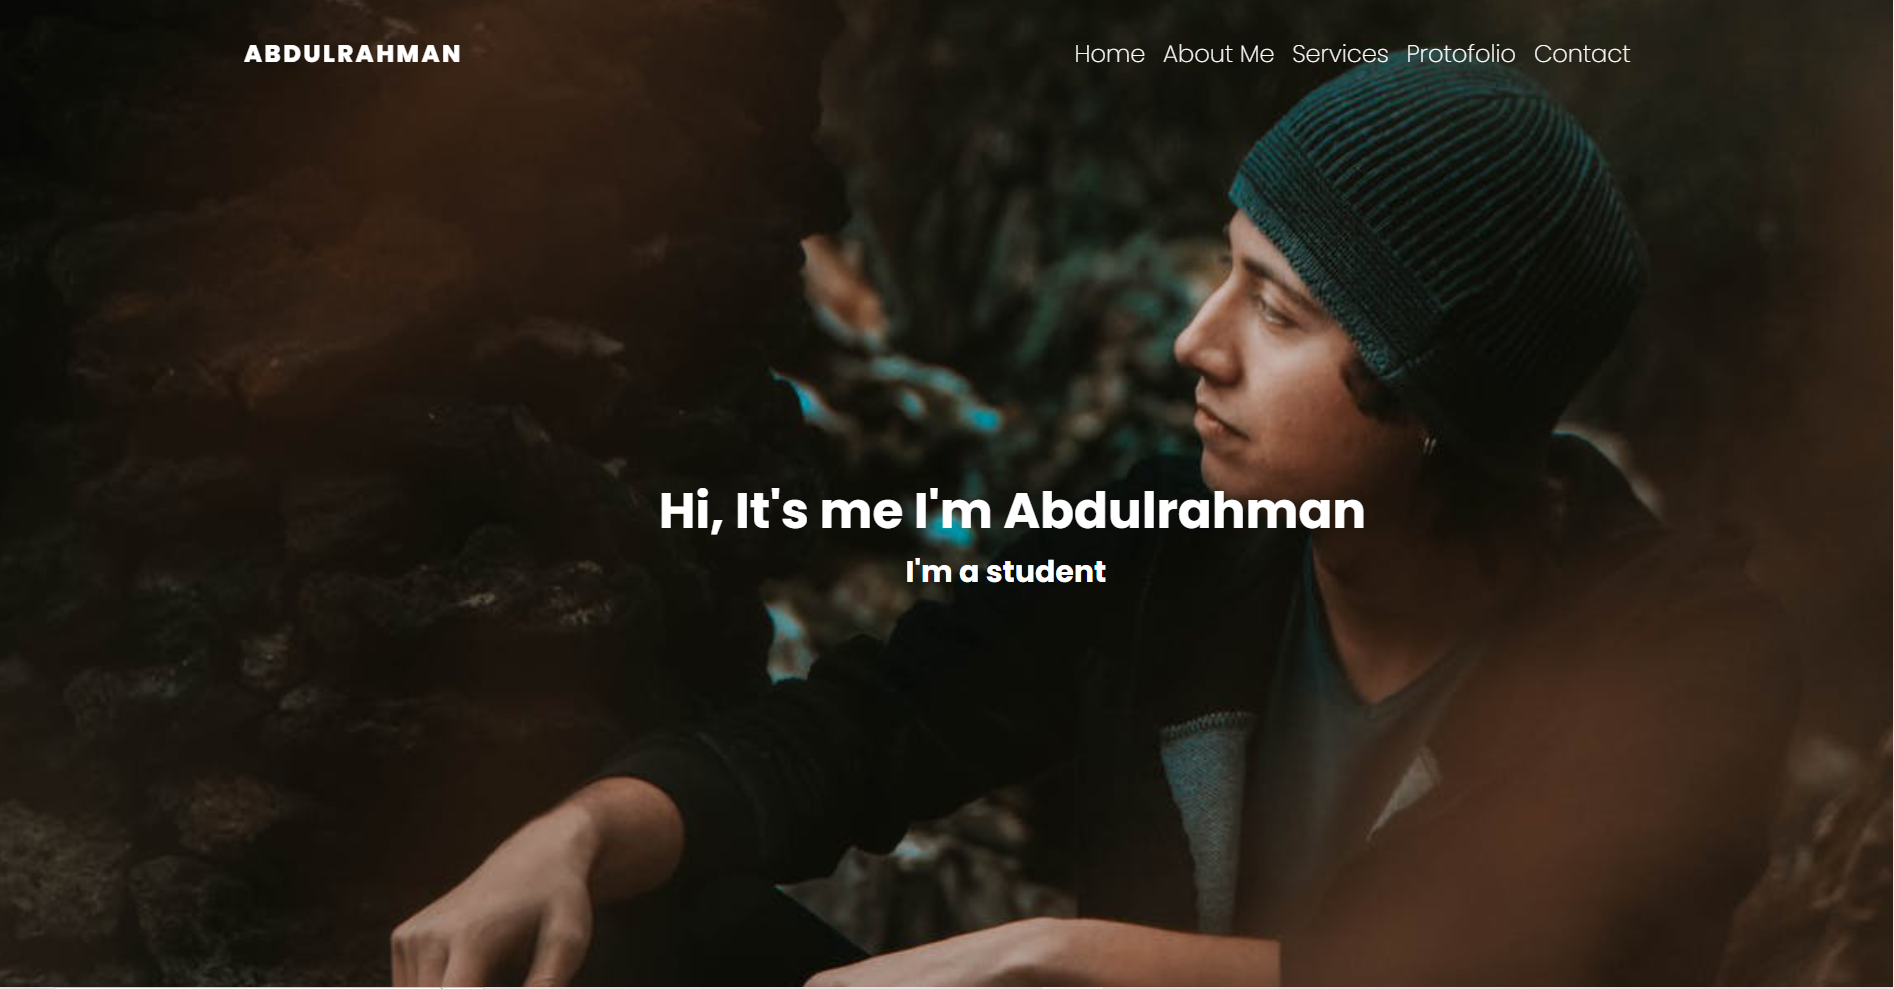 ABDULRAHMAN
Home About Me Services Protofolio Contact
Hi, It's me I'm Abdulrahman
I'm a student